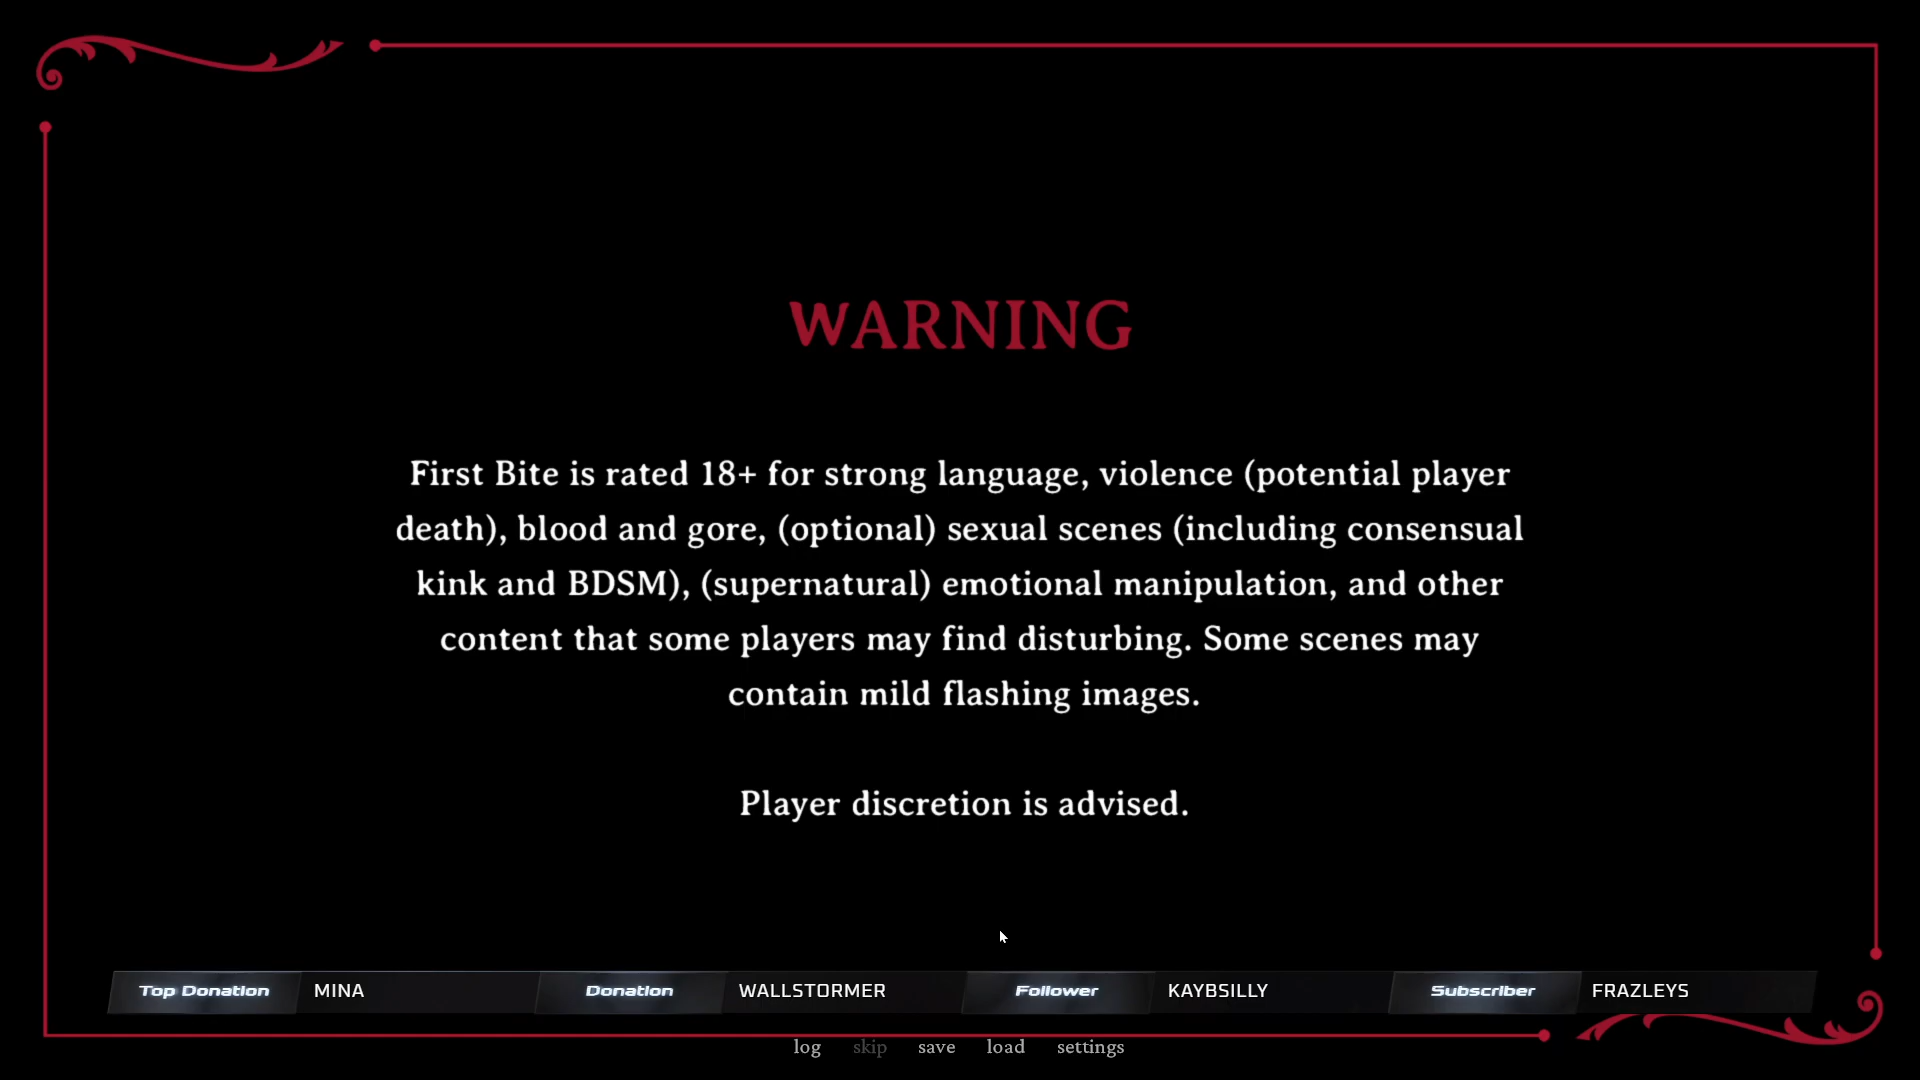 WARNING
First Bite is rated 18+ for strong language, violence (potential player
death), blood and gore, (optional) sexual scenes (including consensual
kink and BDSM), (supernatural) emotional manipulation, and other
content that some players may find disturbing. Some scenes may
contain mild flashing images.
Player discretion is advised.
Top Donation MINA Donation WALLSTORMER Follower KAYBSILLY Subscriber FRAZLEYS
log skip save load settings